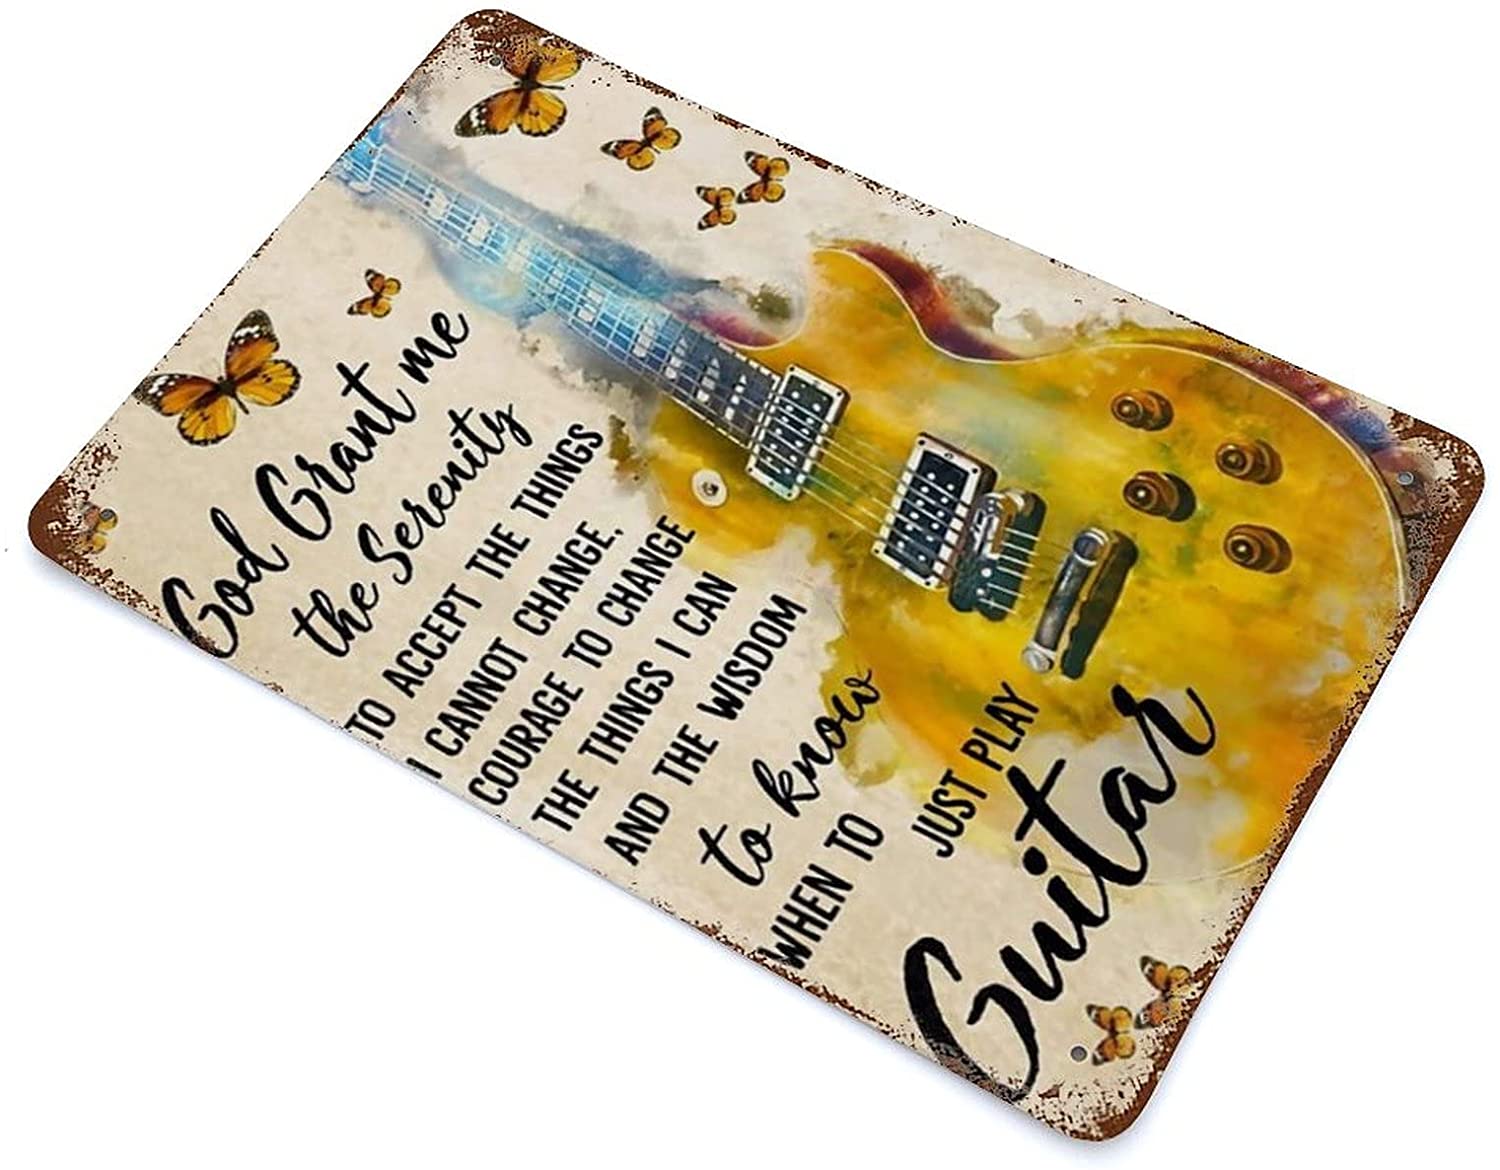 God Grant me
the Serenity
TO ACCEPT THE THINGS
I CANNOT CHANGE,
COURAGE TO CHANGE
THE THINGS I CAN
AND THE WISDOM
to know
WHEN TO
JUST PLAY
Guitar